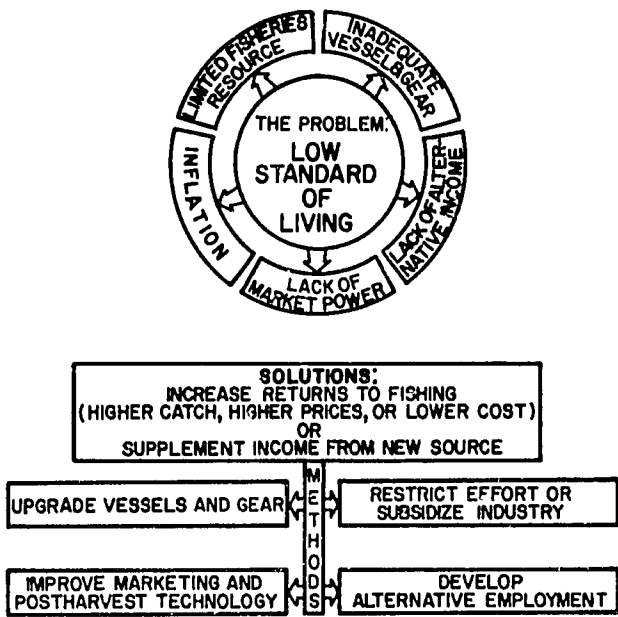 LIMITED FISHERIES
RESOURCE
INADEQUATE
VESSEL&GEAR
THE PROBLEM:
LOW
STANDARD
OF
LIVING
INFLATION
LACK OF ALTER-
NATIVE INCOME
LACK OF
MARKET POWER
SOLUTIONS:
INCREASE RETURNS TO FISHING
(HIGHER CATCH, HIGHER PRICES, OR LOWER COST)
OR
SUPPLEMENT INCOME FROM NEW SOURCE
METHODS
UPGRADE VESSELS AND GEAR
RESTRICT EFFORT OR
SUBSIDIZE INDUSTRY
IMPROVE MARKETING AND
POSTHARVEST TECHNOLOGY
DEVELOP
ALTERNATIVE EMPLOYMENT